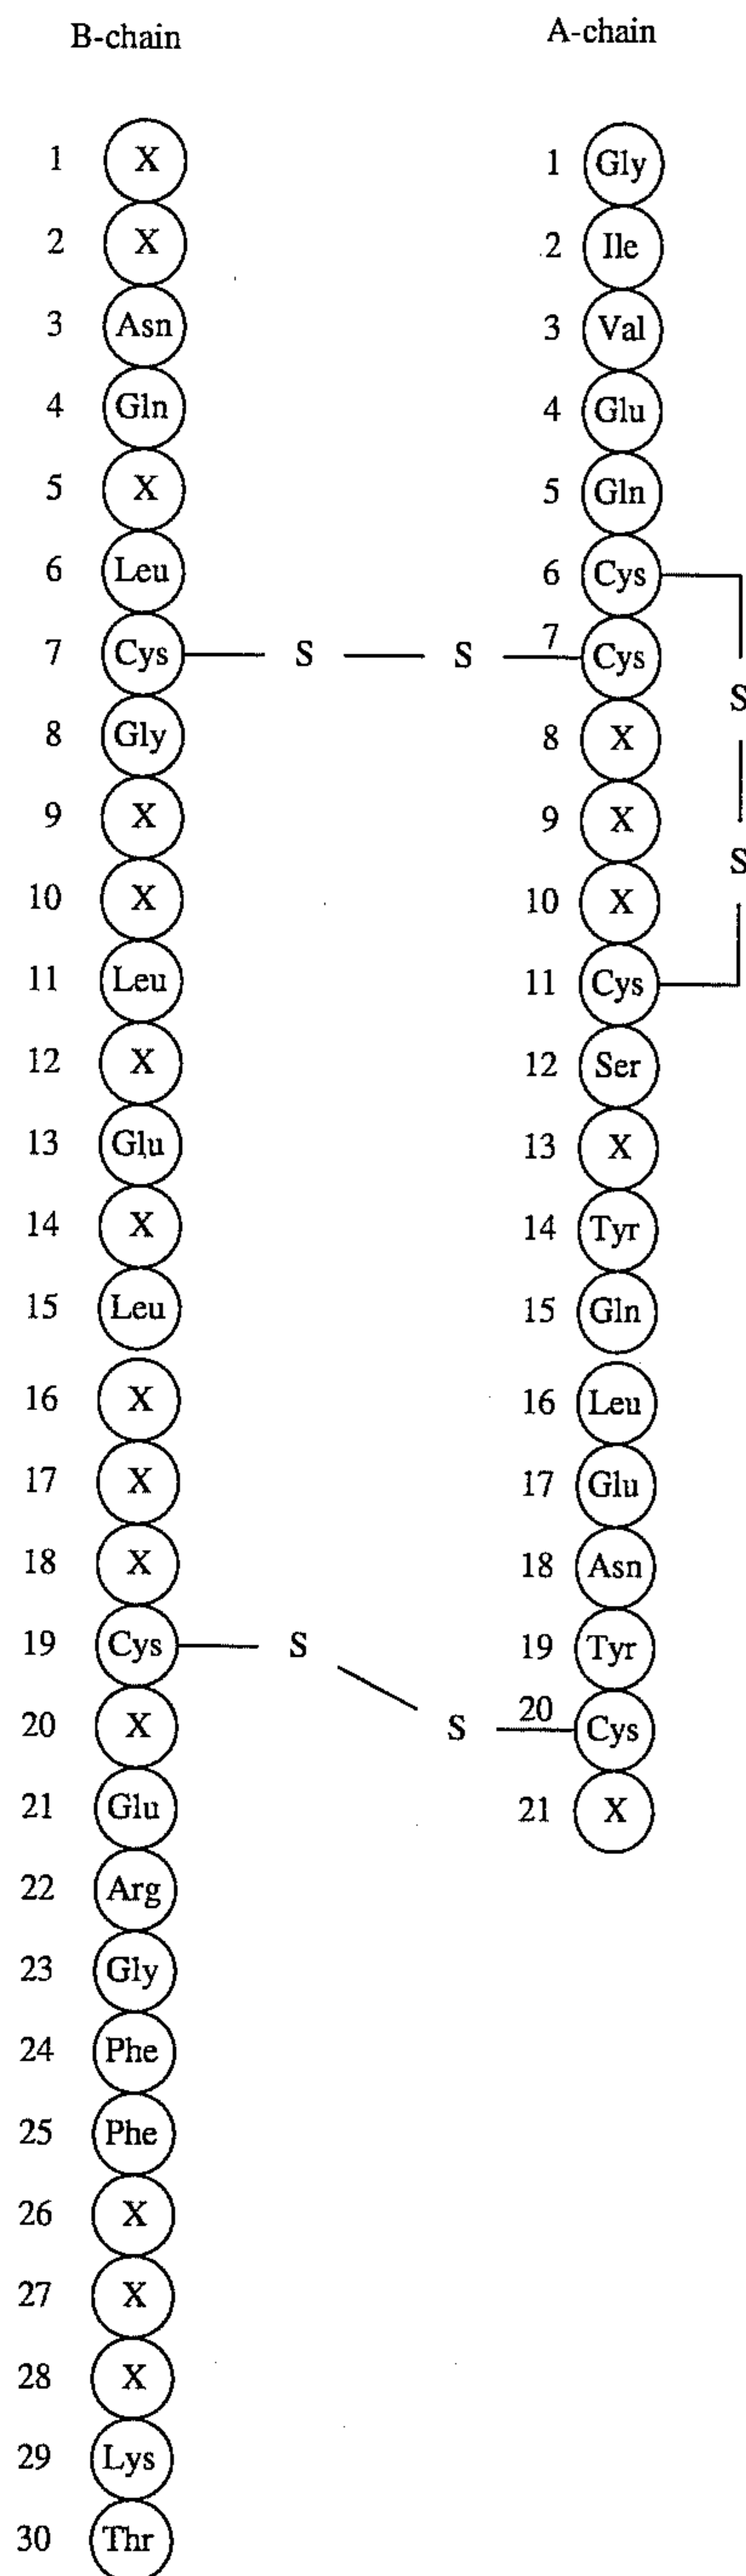 B-chain A-chain
1 X 1 Gly
2 X 2 Ile
3 Asn 3 Val
4 Gln 4 Glu
5 X 5 Gln
6 Leu 6 Cys
7 Cys S S 7 Cys
S
8 Gly 8 X
9 X 9 X
S
10 X 10 X
11 Leu 11 Cys
12 X 12 Ser
13 Glu 13 X
14 X 14 Tyr
15 Leu 15 Gln
16 X 16 Leu
17 X 17 Glu
18 X 18 Asn
19 Cys S 19 Tyr
20 X S 20 Cys
21 Glu 21 X
22 Arg
23 Gly
24 Phe
25 Phe
26 X
27 X
28 X
29 Lys
30 Thr